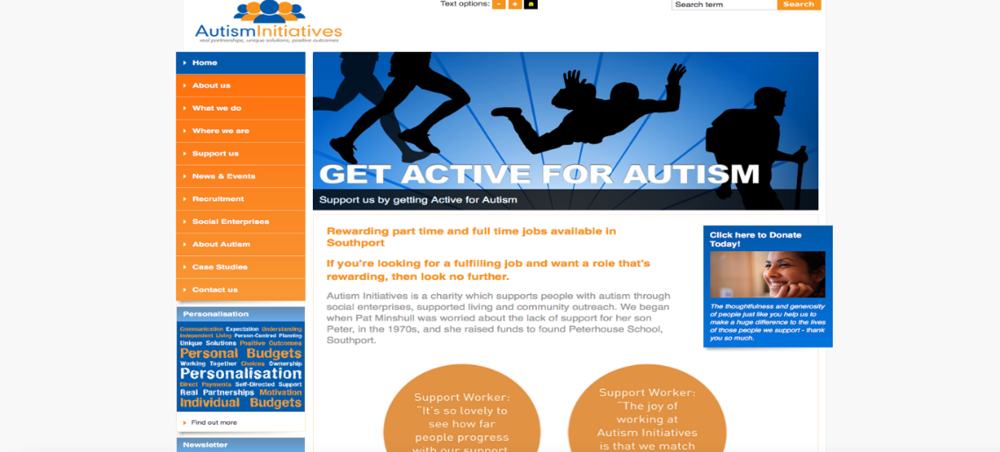 Text options: - + a
Search term
Search
AutismInitiatives
real partnerships, unique solutions, positive outcomes
Home
About us
What we do
Where we are
Support us
News & Events
Recruitment
Social Enterprises
About Autism
Case Studies
Contact us
Personalisation
Communication Expectation Understanding
Independent Living Person-Centred Planning
Unique Solutions Positive Outcomes
Personal Budgets
Working Together Choices Ownership
Personalisation
Direct Payments Self-Directed Support
Real Partnerships Motivation
Individual Budgets
Find out more
Newsletter
GET ACTIVE FOR AUTISM
Support us by getting Active for Autism
Rewarding part time and full time jobs available in
Southport
If you're looking for a fulfilling job and want a role that's
rewarding, then look no further.
Autism Initiatives is a charity which supports people with autism through
social enterprises, supported living and community outreach. We began
when Pat Minshull was worried about the lack of support for her son
Peter, in the 1970s, and she raised funds to found Peterhouse School,
Southport.
Support Worker:
"It's so lovely to
see how far
people progress
with our support
Support Worker:
"The joy of
working at
Autism Initiatives
is that we match
Click here to Donate
Today!
The thoughtfulness and generosity
of people just like you help us to
make a huge difference to the lives
of those people we support - thank
you so much.